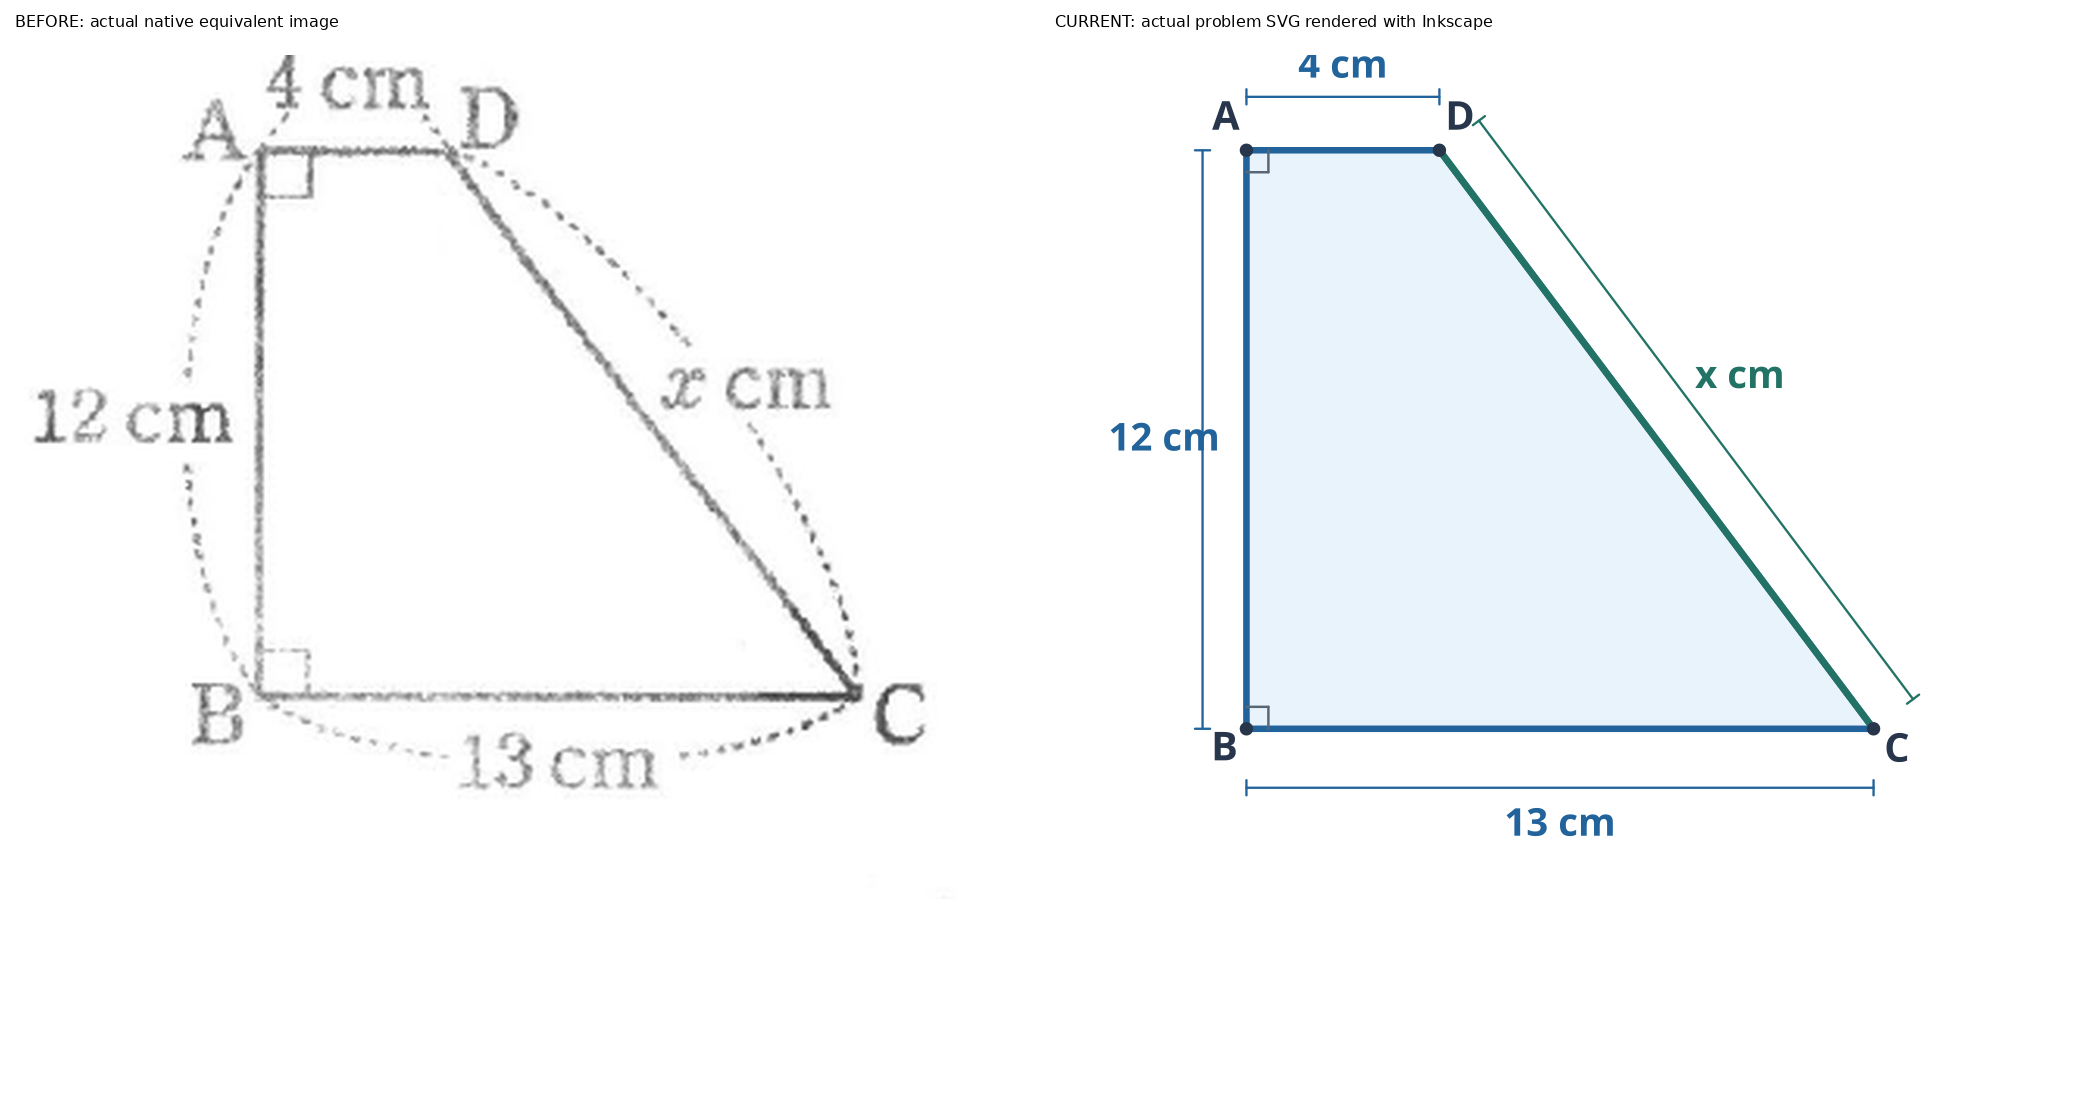 BEFORE: actual native equivalent image
4 cm
A
D
12 cm
x cm
B
C
13 cm
CURRENT: actual problem SVG rendered with Inkscape
4 cm
A
D
x cm
12 cm
B
C
13 cm